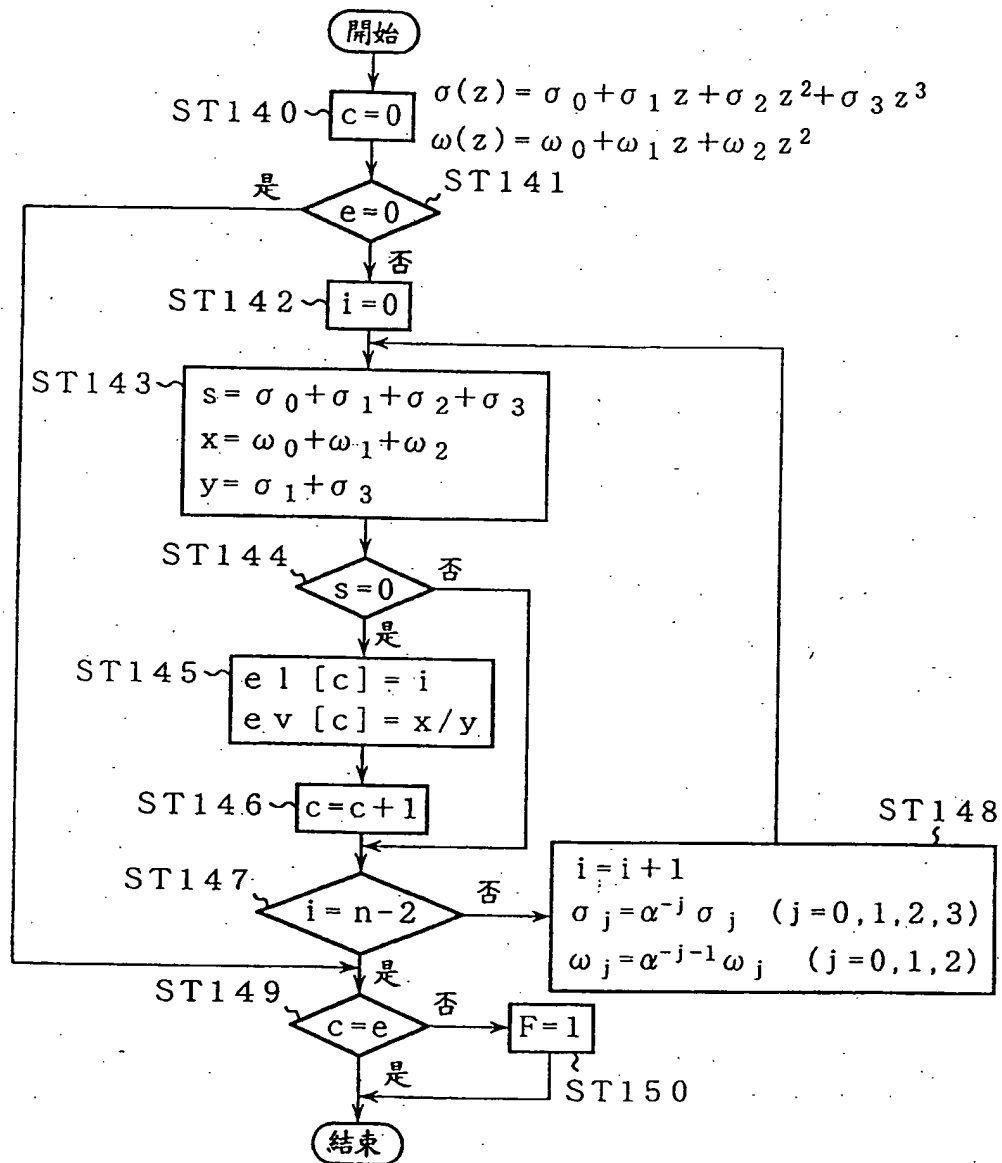 開始
ST140
c=0
σ(z)=σ₀+σ₁z+σ₂z²+σ₃z³
ω(z)=ω₀+ω₁z+ω₂z²
ST141
是
e=0
否
ST142
i=0
ST143
s=σ₀+σ₁+σ₂+σ₃
x=ω₀+ω₁+ω₂
y=σ₁+σ₃
ST144
否
s=0
是
ST145
el[c]=i
ev[c]=x/y
ST146
c=c+1
ST148
ST147
否
i=n-2
i=i+1
σⱼ=α⁻ʲσⱼ (j=0,1,2,3)
ωⱼ=α⁻ʲ⁻¹ωⱼ (j=0,1,2)
是
ST149
否
c=e
F=1
是
ST150
結束